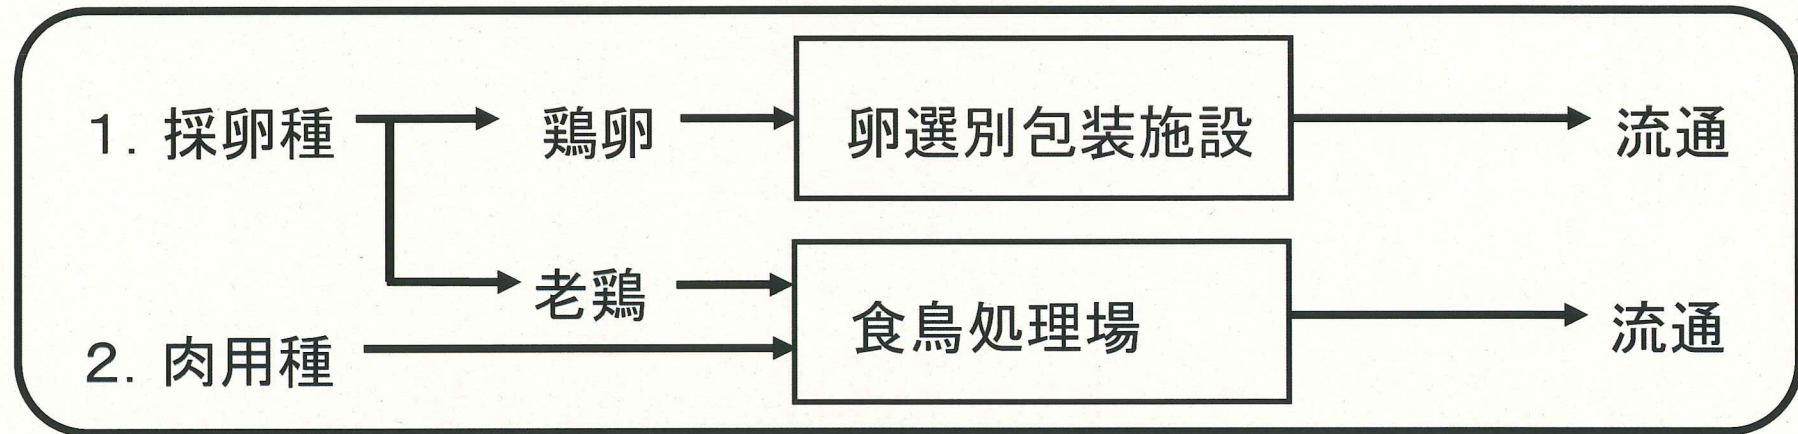 1. 採卵種 鶏卵 卵選別包装施設 流通
老鶏
食鳥処理場 流通
2. 肉用種